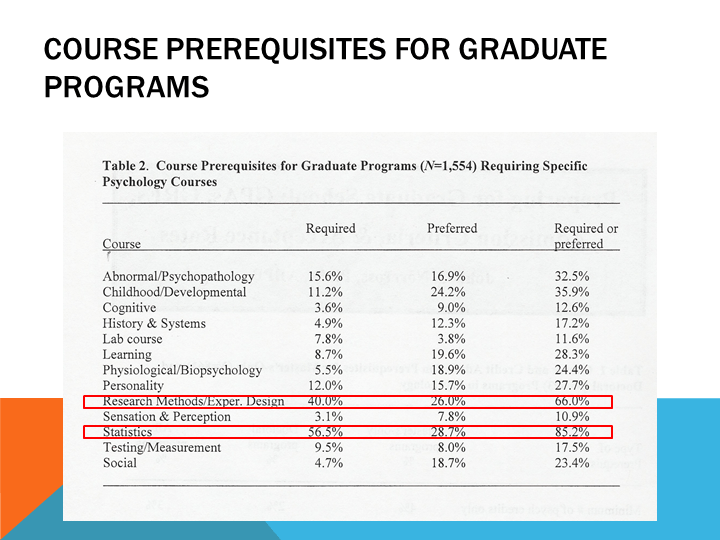 COURSE PREREQUISITES FOR GRADUATE
PROGRAMS
Table 2. Course Prerequisites for Graduate Programs (N=1,554) Requiring Specific
Psychology Courses
Required Preferred Required or
Course preferred
Abnormal/Psychopathology 15.6% 16.9% 32.5%
Childhood/Developmental 11.2% 24.2% 35.9%
Cognitive 3.6% 9.0% 12.6%
History & Systems 4.9% 12.3% 17.2%
Lab course 7.8% 3.8% 11.6%
Learning 8.7% 19.6% 28.3%
Physiological/Biopsychology 5.5% 18.9% 24.4%
Personality 12.0% 15.7% 27.7%
Research Methods/Exper. Design 40.0% 26.0% 66.0%
Sensation & Perception 3.1% 7.8% 10.9%
Statistics 56.5% 28.7% 85.2%
Testing/Measurement 9.5% 8.0% 17.5%
Social 4.7% 18.7% 23.4%